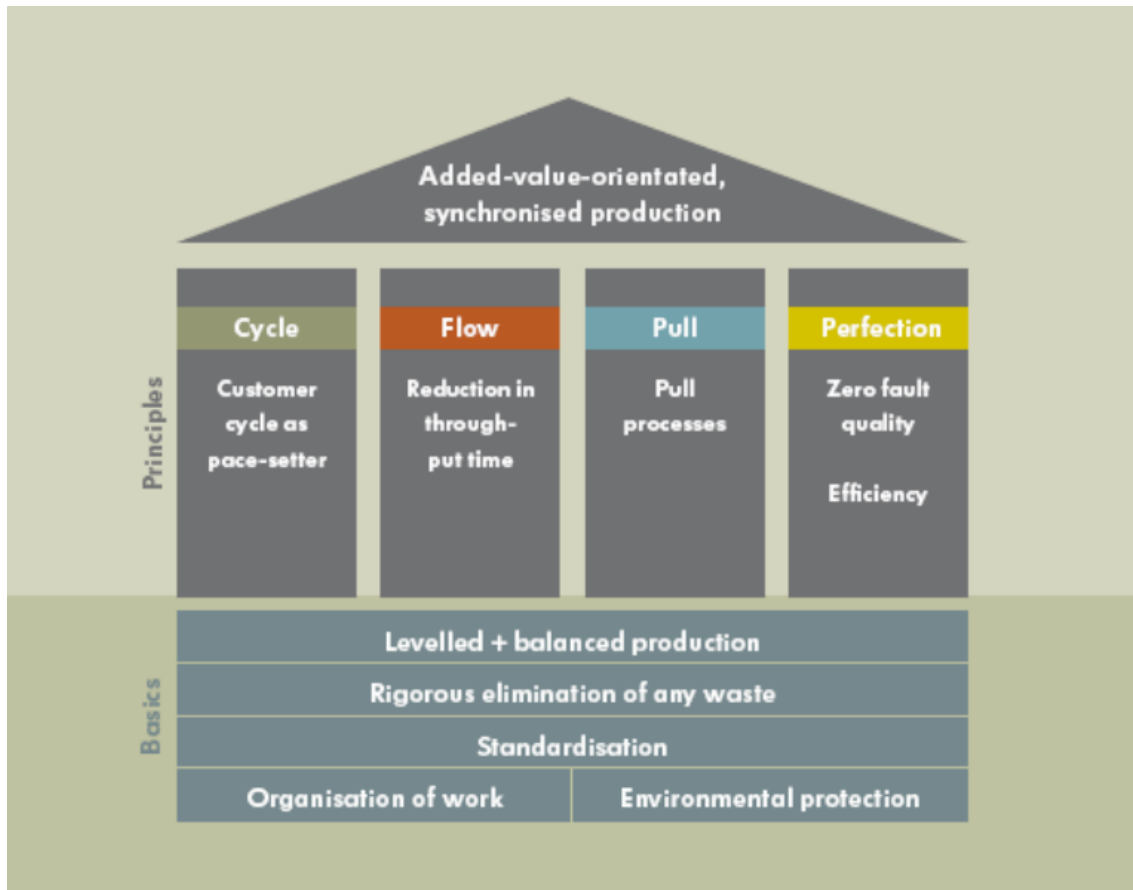 Added-value-orientated,
synchronised production
Principles
Cycle
Customer
cycle as
pace-setter
Flow
Reduction in
through-
put time
Pull
Pull
processes
Perfection
Zero fault
quality
Efficiency
Basics
Levelled + balanced production
Rigorous elimination of any waste
Standardisation
Organisation of work
Environmental protection